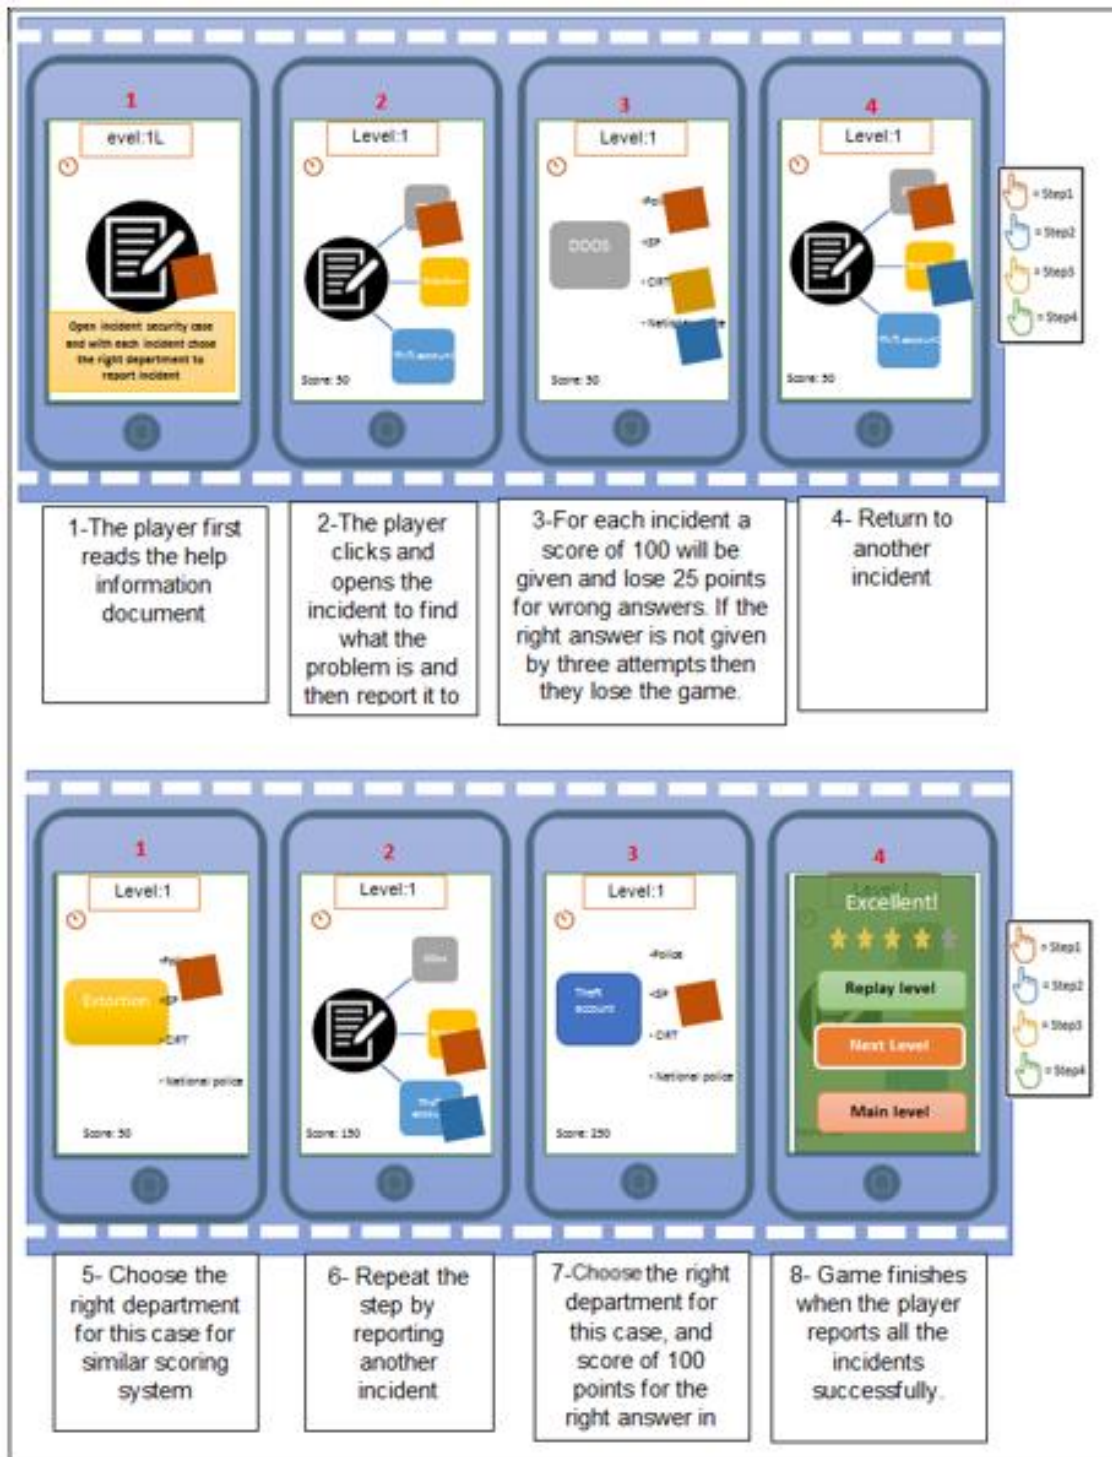 1
2
3
4
evel:1L
Level:1
Level:1
Level:1
Open incident security case
and with each incident chose
the right department to
report incident
Score: 50
DDOS
CIRT
Score: 50
Score: 50
= Step1
= Step2
= Step3
= Step4
1-The player first
reads the help
information
document
2-The player
clicks and
opens the
incident to find
what the
problem is and
then report it to
3-For each incident a
score of 100 will be
given and lose 25 points
for wrong answers. If the
right answer is not given
by three attempts then
they lose the game.
4- Return to
another
incident
1
2
3
4
Level:1
Level:1
Level:1
Extortion
- CIRT
- National police
Score: 50
Score: 150
Theft
account
-Police
-ISP
- CIRT
- National police
Score: 250
Excellent!
Replay level
Next Level
Main level
= Step1
= Step2
= Step3
= Step4
5- Choose the
right department
for this case for
similar scoring
system
6- Repeat the
step by
reporting
another
incident
7-Choose the right
department for
this case, and
score of 100
points for the
right answer in
8- Game finishes
when the player
reports all the
incidents
successfully.